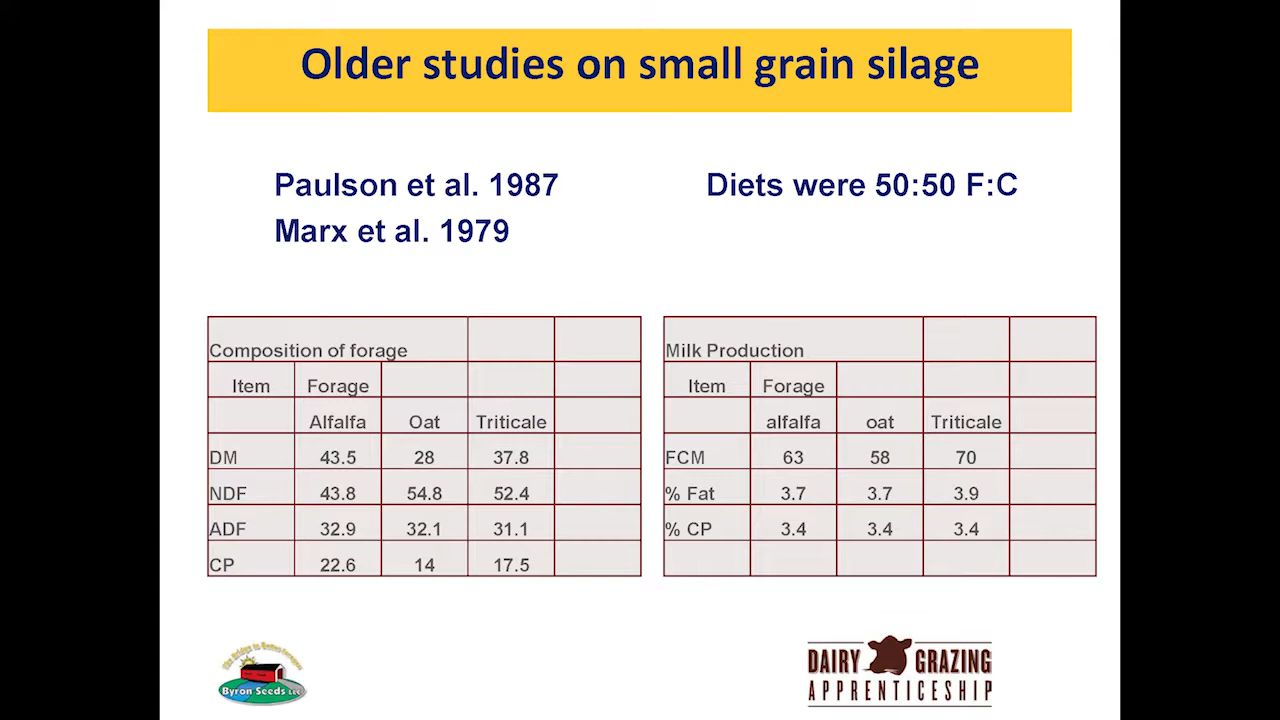 Older studies on small grain silage
Paulson et al. 1987
Marx et al. 1979
Diets were 50:50 F:C
Composition of forage
Item Forage
Alfalfa Oat Triticale
DM 43.5 28 37.8
NDF 43.8 54.8 52.4
ADF 32.9 32.1 31.1
CP 22.6 14 17.5
Milk Production
Item Forage
alfalfa oat Triticale
FCM 63 58 70
% Fat 3.7 3.7 3.9
% CP 3.4 3.4 3.4
Byron Seeds LLC
DAIRY GRAZING
APPRENTICESHIP